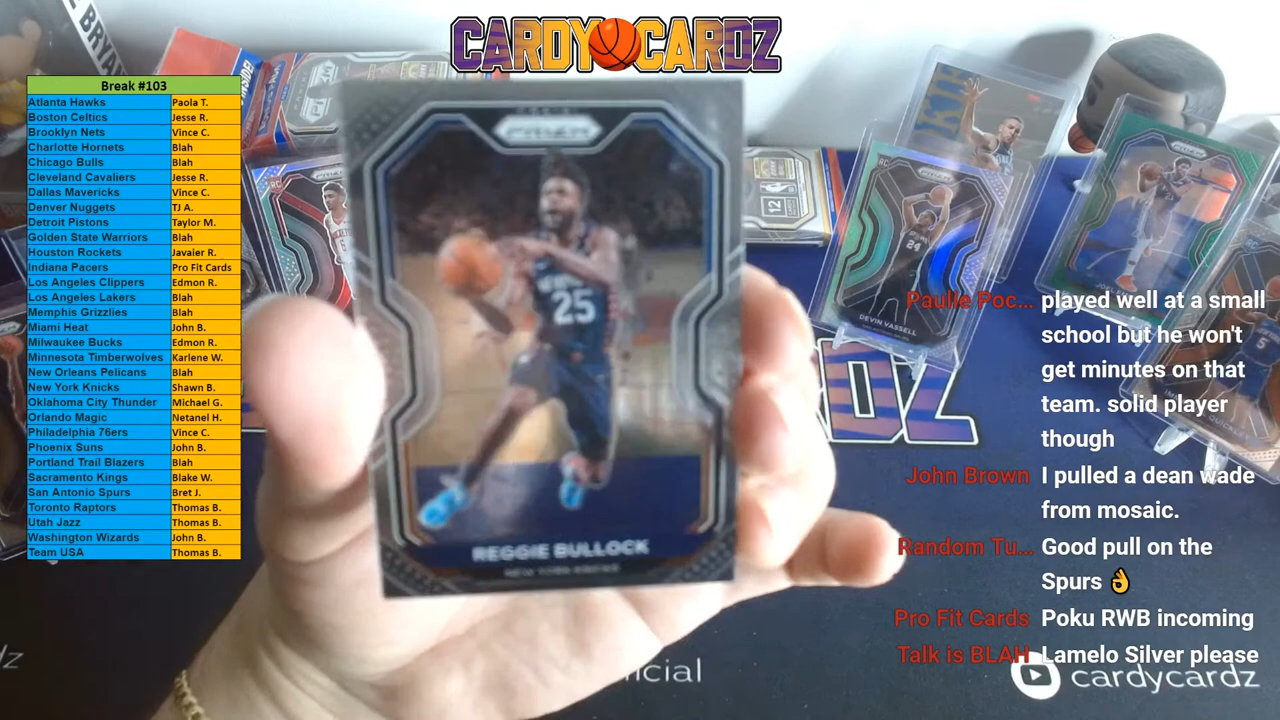 CARDY CARDZ
Break #103
Atlanta Hawks Paola T.
Boston Celtics Jesse R.
Brooklyn Nets Vince C.
Charlotte Hornets Blah
Chicago Bulls Blah
Cleveland Cavaliers Jesse R.
Dallas Mavericks Vince C.
Denver Nuggets TJ A.
Detroit Pistons Taylor M.
Golden State Warriors Blah
Houston Rockets Javaier R.
Indiana Pacers Pro Fit Cards
Los Angeles Clippers Edmon R.
Los Angeles Lakers Blah
Memphis Grizzlies Blah
Miami Heat John B.
Milwaukee Bucks Edmon R.
Minnesota Timberwolves Karlene W.
New Orleans Pelicans Blah
New York Knicks Shawn B.
Oklahoma City Thunder Michael G.
Orlando Magic Netanel H.
Philadelphia 76ers Vince C.
Phoenix Suns John B.
Portland Trail Blazers Blah
Sacramento Kings Blake W.
San Antonio Spurs Bret J.
Toronto Raptors Thomas B.
Utah Jazz Thomas B.
Washington Wizards John B.
Team USA Thomas B.
PRIZM
25
REGGIE BULLOCK
NEW YORK KNICKS
RC
24
DEVIN VASSELL
12
5
Paulie Poc... played well at a small
school but he won't
get minutes on that
team. solid player
though
John Brown I pulled a dean wade
from mosaic.
Random Tu... Good pull on the
Spurs 👌
Pro Fit Cards Poku RWB incoming
Talk is BLAH Lamelo Silver please
cardycardz
icial
DZ